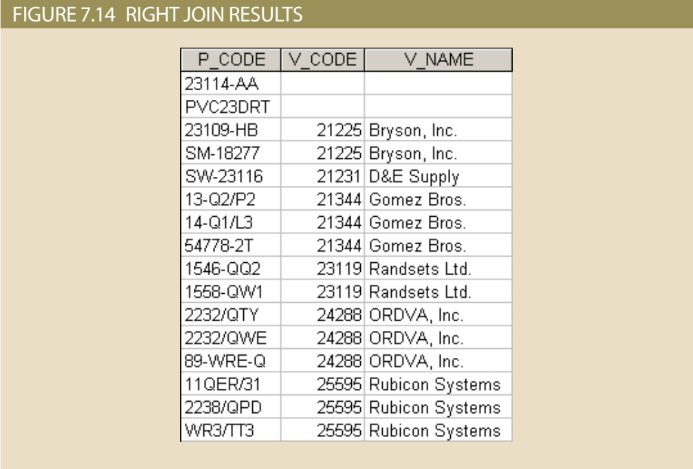 FIGURE 7.14 RIGHT JOIN RESULTS
P_CODE V_CODE V_NAME
23114-AA
PVC23DRT
23109-HB 21225 Bryson, Inc.
SM-18277 21225 Bryson, Inc.
SW-23116 21231 D&E Supply
13-Q2/P2 21344 Gomez Bros.
14-Q1/L3 21344 Gomez Bros.
54778-2T 21344 Gomez Bros.
1546-QQ2 23119 Randsets Ltd.
1558-QW1 23119 Randsets Ltd.
2232/QTY 24288 ORDVA, Inc.
2232/QWE 24288 ORDVA, Inc.
89-WRE-Q 24288 ORDVA, Inc.
11QER/31 25595 Rubicon Systems
2238/QPD 25595 Rubicon Systems
WR3/TT3 25595 Rubicon Systems